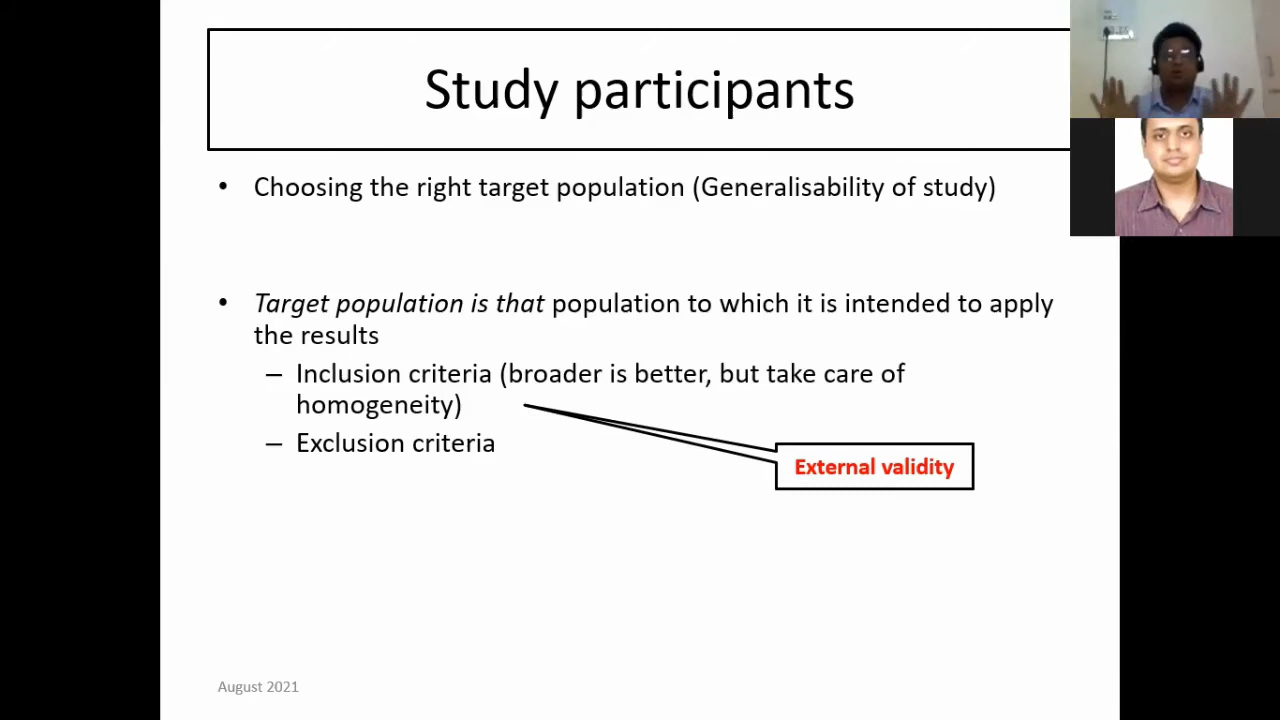 Study participants
• Choosing the right target population (Generalisability of study)
• Target population is that population to which it is intended to apply
the results
– Inclusion criteria (broader is better, but take care of
homogeneity)
– Exclusion criteria
External validity
August 2021